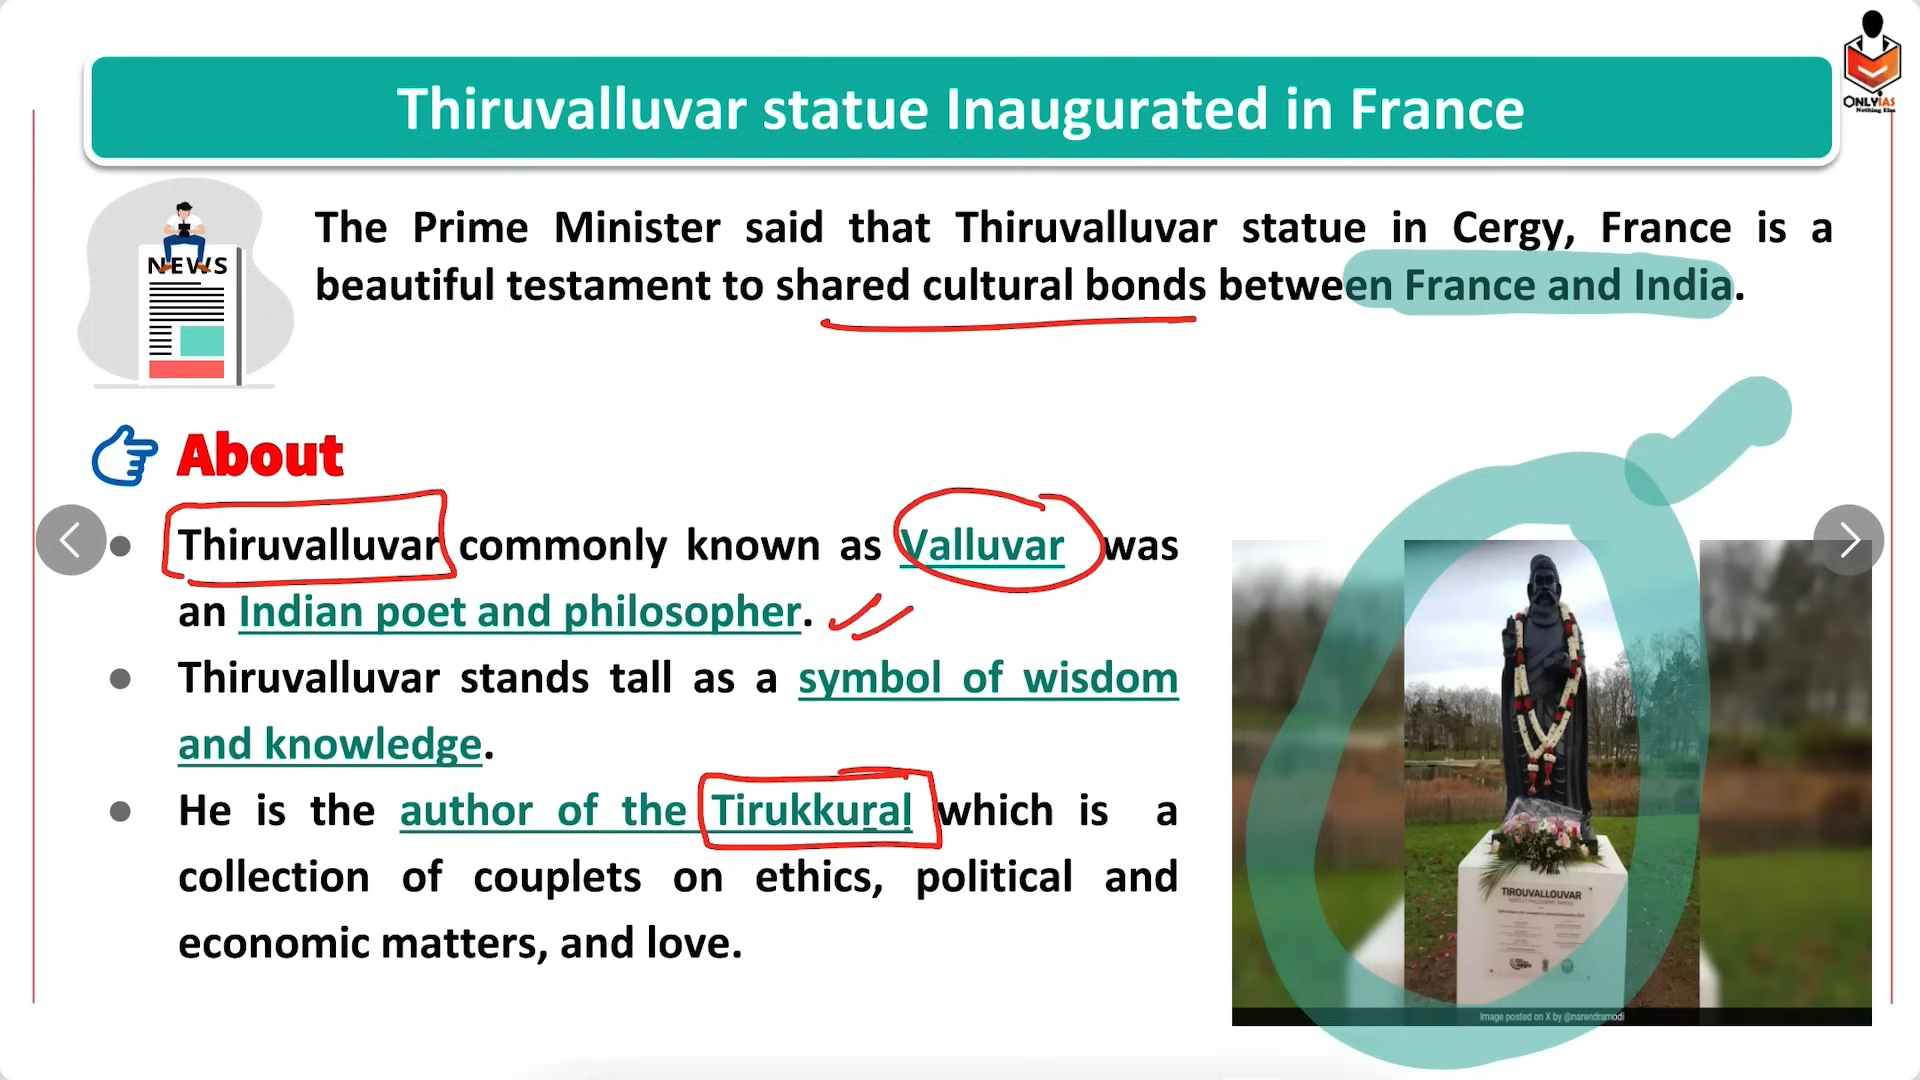 ONLYIAS
Nothing Else
Thiruvalluvar statue Inaugurated in France
NEWS
The Prime Minister said that Thiruvalluvar statue in Cergy, France is a
beautiful testament to shared cultural bonds between France and India.
About
Thiruvalluvar commonly known as Valluvar was
an Indian poet and philosopher.
Thiruvalluvar stands tall as a symbol of wisdom
and knowledge.
He is the author of the Tirukkuṟaḷ which is a
collection of couplets on ethics, political and
economic matters, and love.
TIROUVALLOUVAR
Image posted on X by @narendramodi